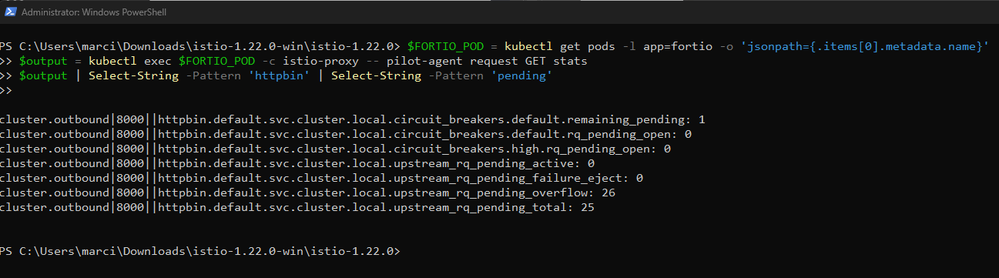 Administrator: Windows PowerShell
PS C:\Users\marci\Downloads\istio-1.22.0-win\istio-1.22.0> $FORTIO_POD = kubectl get pods -l app=fortio -o 'jsonpath={.items[0].metadata.name}'
>> $output = kubectl exec $FORTIO_POD -c istio-proxy -- pilot-agent request GET stats
>> $output | Select-String -Pattern 'httpbin' | Select-String -Pattern 'pending'
>>
cluster.outbound|8000||httpbin.default.svc.cluster.local.circuit_breakers.default.remaining_pending: 1
cluster.outbound|8000||httpbin.default.svc.cluster.local.circuit_breakers.default.rq_pending_open: 0
cluster.outbound|8000||httpbin.default.svc.cluster.local.circuit_breakers.high.rq_pending_open: 0
cluster.outbound|8000||httpbin.default.svc.cluster.local.upstream_rq_pending_active: 0
cluster.outbound|8000||httpbin.default.svc.cluster.local.upstream_rq_pending_failure_eject: 0
cluster.outbound|8000||httpbin.default.svc.cluster.local.upstream_rq_pending_overflow: 26
cluster.outbound|8000||httpbin.default.svc.cluster.local.upstream_rq_pending_total: 25
PS C:\Users\marci\Downloads\istio-1.22.0-win\istio-1.22.0>